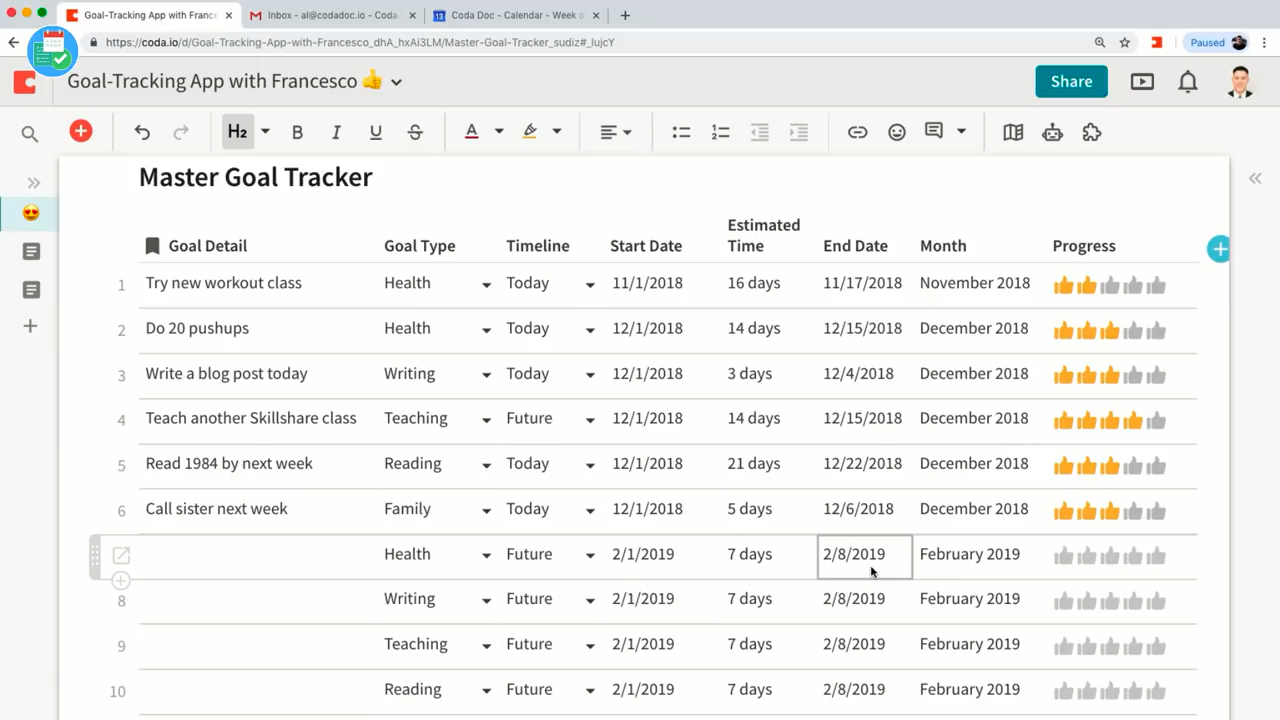 Goal-Tracking App with France
Inbox - al@codadoc.io - Coda
Coda Doc - Calendar - Week o
https://coda.io/d/Goal-Tracking-App-with-Francesco_dhA_hxAi3LM/Master-Goal-Tracker_sudiz#_lujcY
Paused
Goal-Tracking App with Francesco 👍
Share
H₂ B I U S A
Master Goal Tracker
Goal Detail Goal Type Timeline Start Date Estimated Time End Date Month Progress
1 Try new workout class Health Today 11/1/2018 16 days 11/17/2018 November 2018
2 Do 20 pushups Health Today 12/1/2018 14 days 12/15/2018 December 2018
3 Write a blog post today Writing Today 12/1/2018 3 days 12/4/2018 December 2018
4 Teach another Skillshare class Teaching Future 12/1/2018 14 days 12/15/2018 December 2018
5 Read 1984 by next week Reading Today 12/1/2018 21 days 12/22/2018 December 2018
6 Call sister next week Family Today 12/1/2018 5 days 12/6/2018 December 2018
Health Future 2/1/2019 7 days 2/8/2019 February 2019
8 Writing Future 2/1/2019 7 days 2/8/2019 February 2019
9 Teaching Future 2/1/2019 7 days 2/8/2019 February 2019
10 Reading Future 2/1/2019 7 days 2/8/2019 February 2019